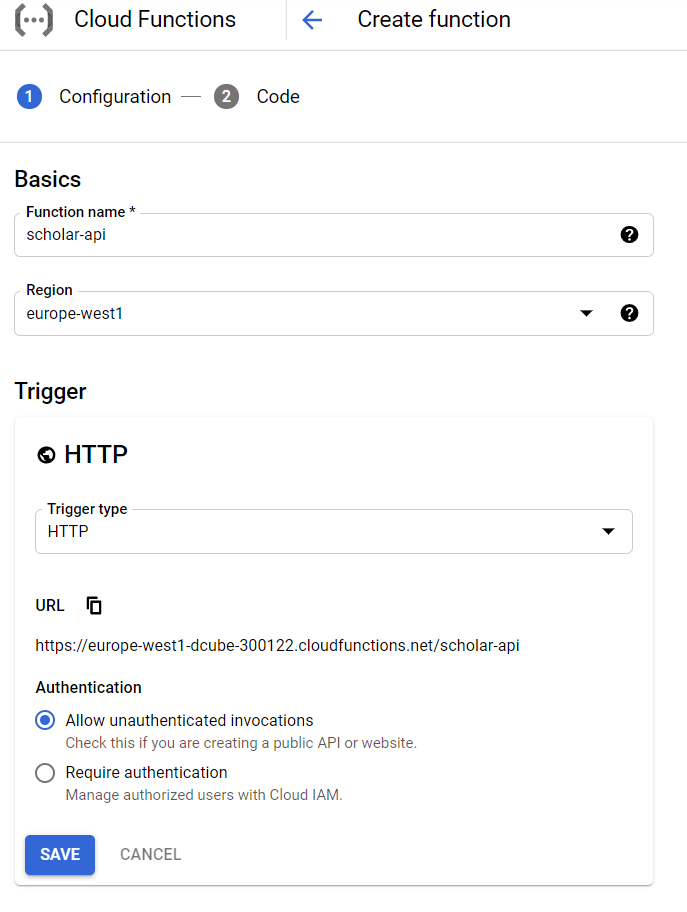 Cloud Functions
Create function
1 Configuration 2 Code
Basics
Function name *
scholar-api
Region
europe-west1
Trigger
HTTP
Trigger type
HTTP
URL
https://europe-west1-dcube-300122.cloudfunctions.net/scholar-api
Authentication
Allow unauthenticated invocations
Check this if you are creating a public API or website.
Require authentication
Manage authorized users with Cloud IAM.
SAVE CANCEL